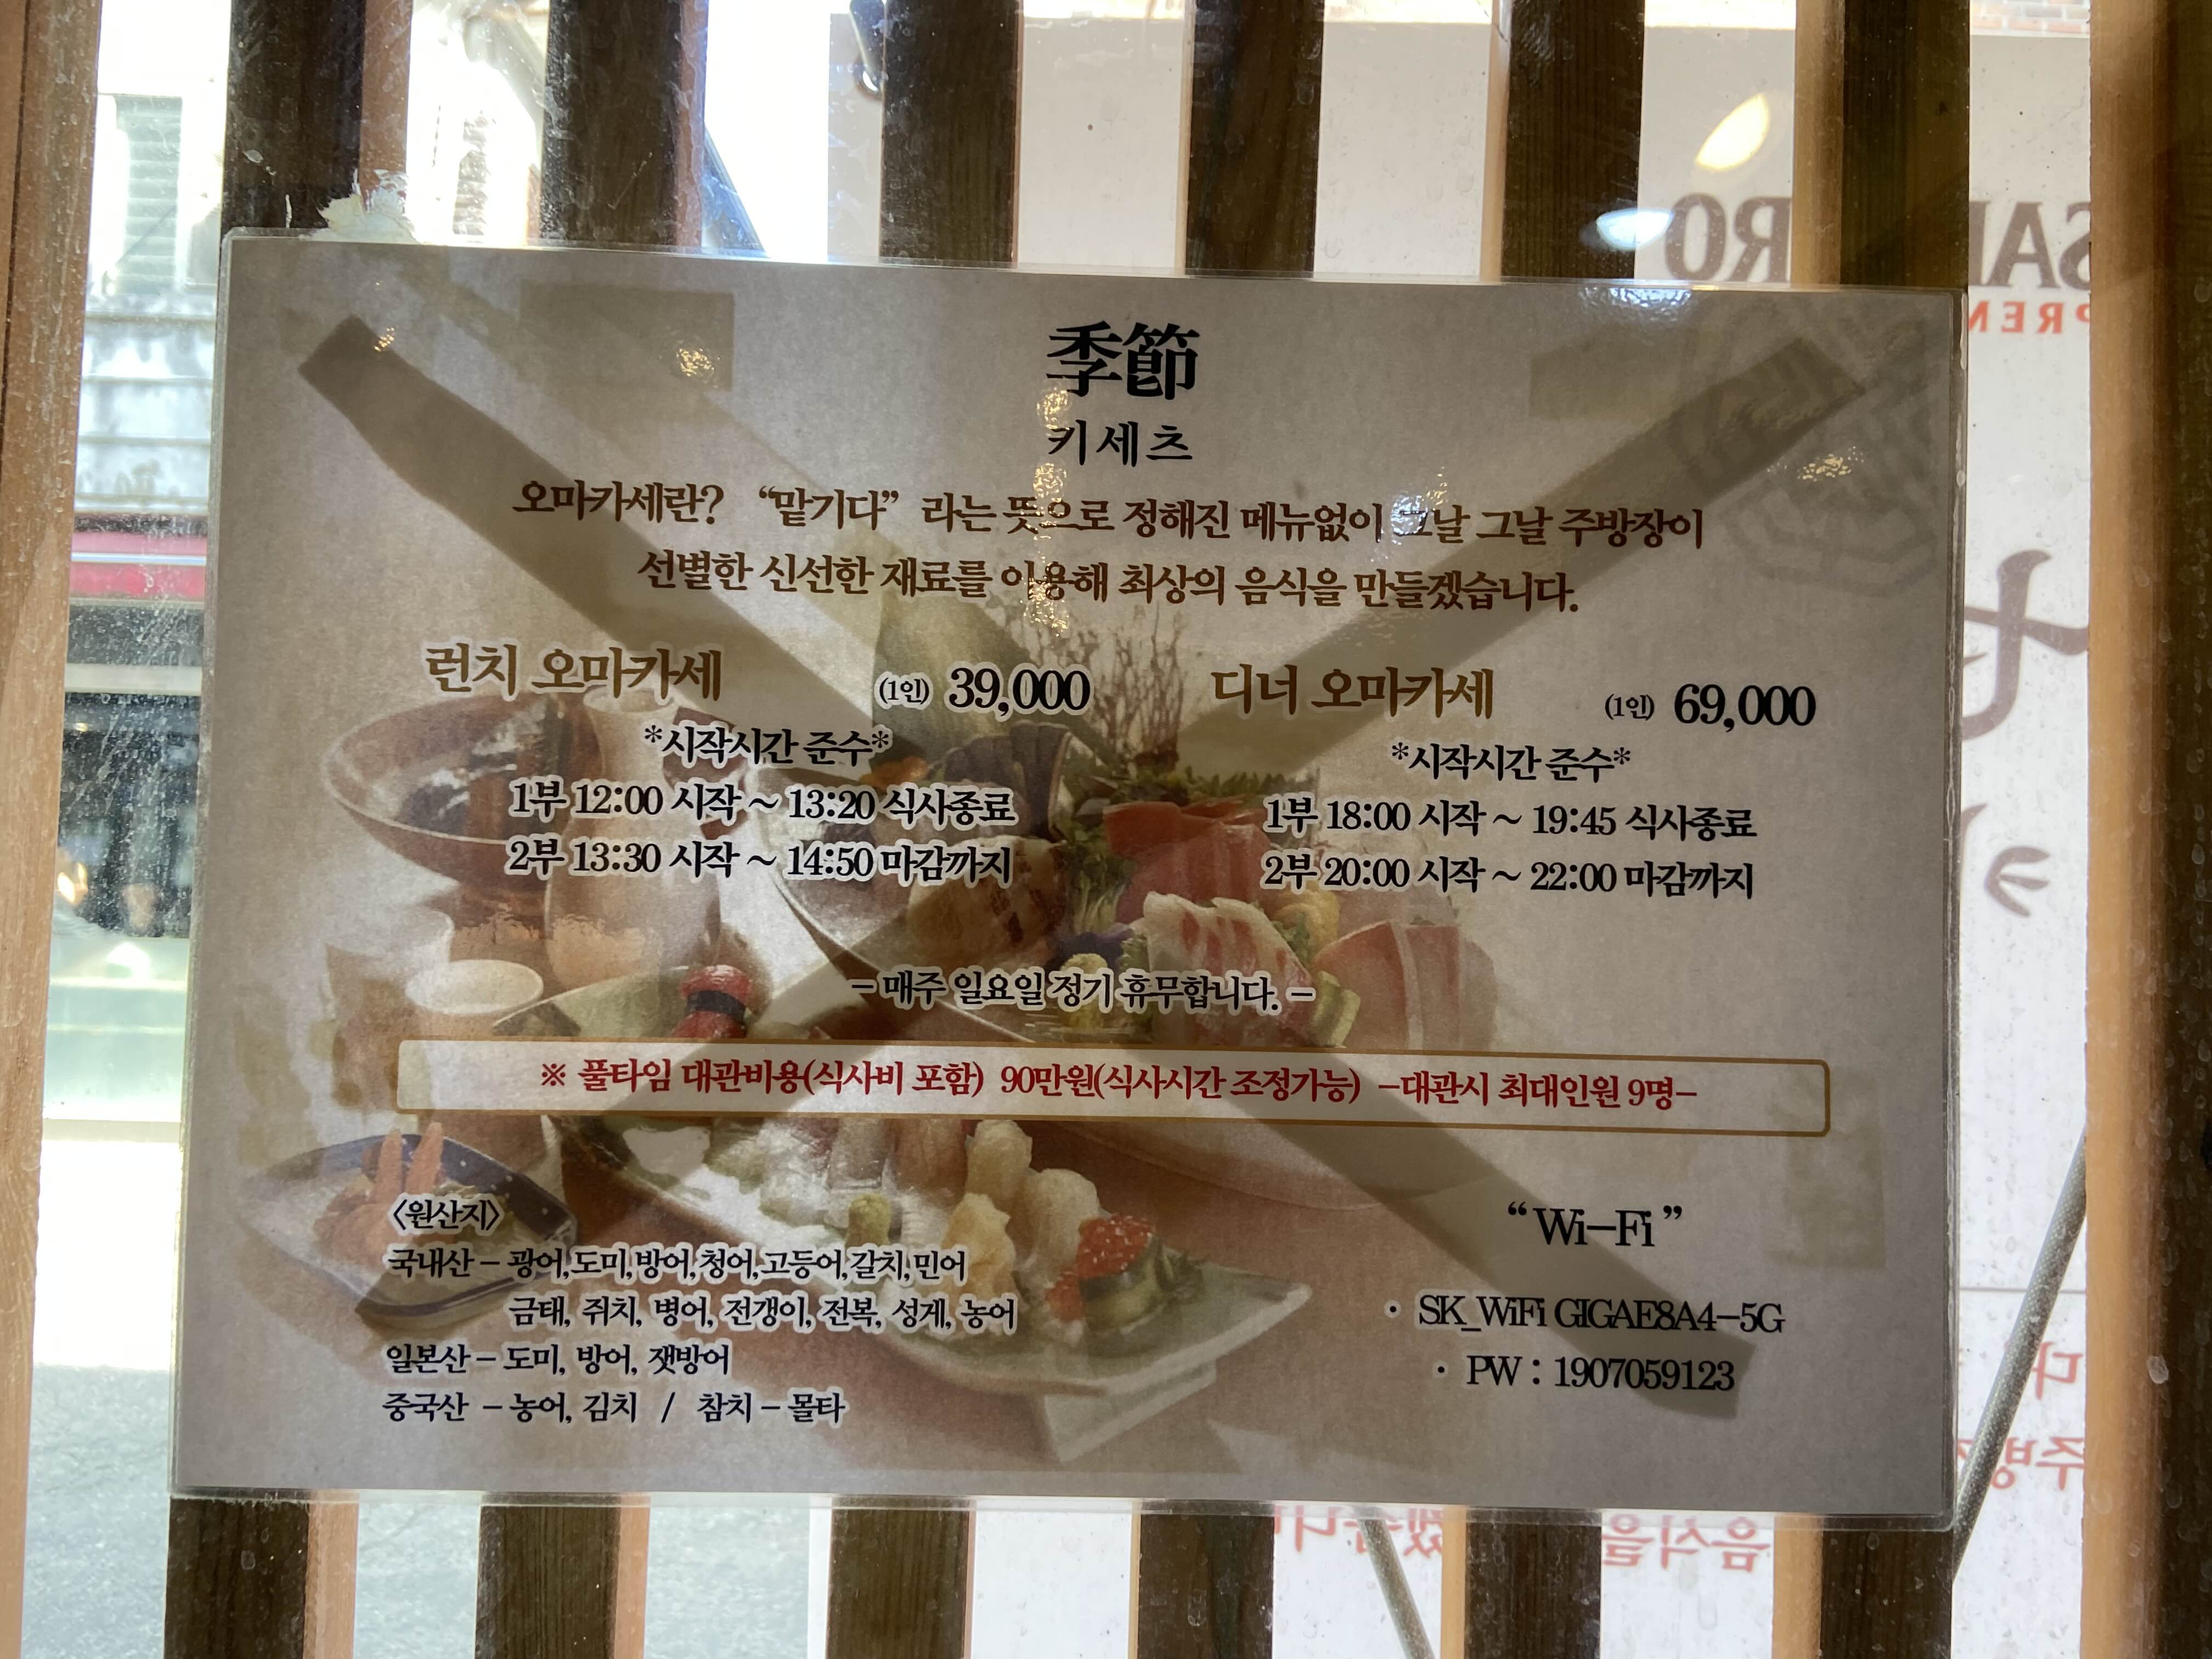 季節
키세츠
오마카세란? “맡기다” 라는 뜻으로 정해진 메뉴없이 그날 그날 주방장이
선별한 신선한 재료를 이용해 최상의 음식을 만들겠습니다.
런치 오마카세 (1인) 39,000
*시작시간 준수*
1부 12:00 시작 ~ 13:20 식사종료
2부 13:30 시작 ~ 14:50 마감까지
디너 오마카세 (1인) 69,000
*시작시간 준수*
1부 18:00 시작 ~ 19:45 식사종료
2부 20:00 시작 ~ 22:00 마감까지
- 매주 일요일 정기 휴무합니다. -
※ 풀타임 대관비용(식사비 포함) 90만원(식사시간 조정가능) -대관시 최대인원 9명-
<원산지>
국내산 - 광어,도미,방어,청어,고등어,갈치,민어
금태, 쥐치, 병어, 전갱이, 전복, 성게, 농어
일본산 - 도미, 방어, 잿방어
중국산 - 농어, 김치 / 참치 - 몰타
“Wi-Fi”
· SK_WiFi GIGAE8A4-5G
· PW : 1907059123
음식을